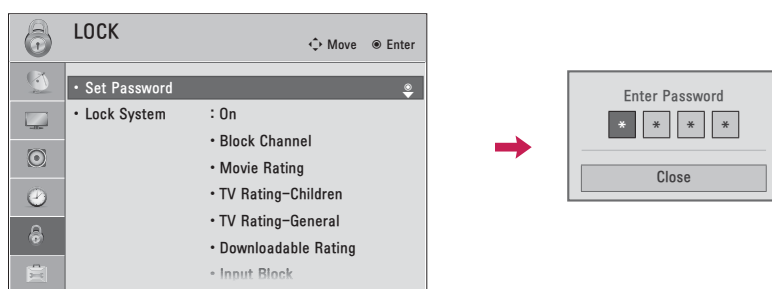 LOCK
Move Enter
• Set Password
• Lock System : On
• Block Channel
• Movie Rating
• TV Rating-Children
• TV Rating-General
• Downloadable Rating
• Input Block
Enter Password
* * * *
Close